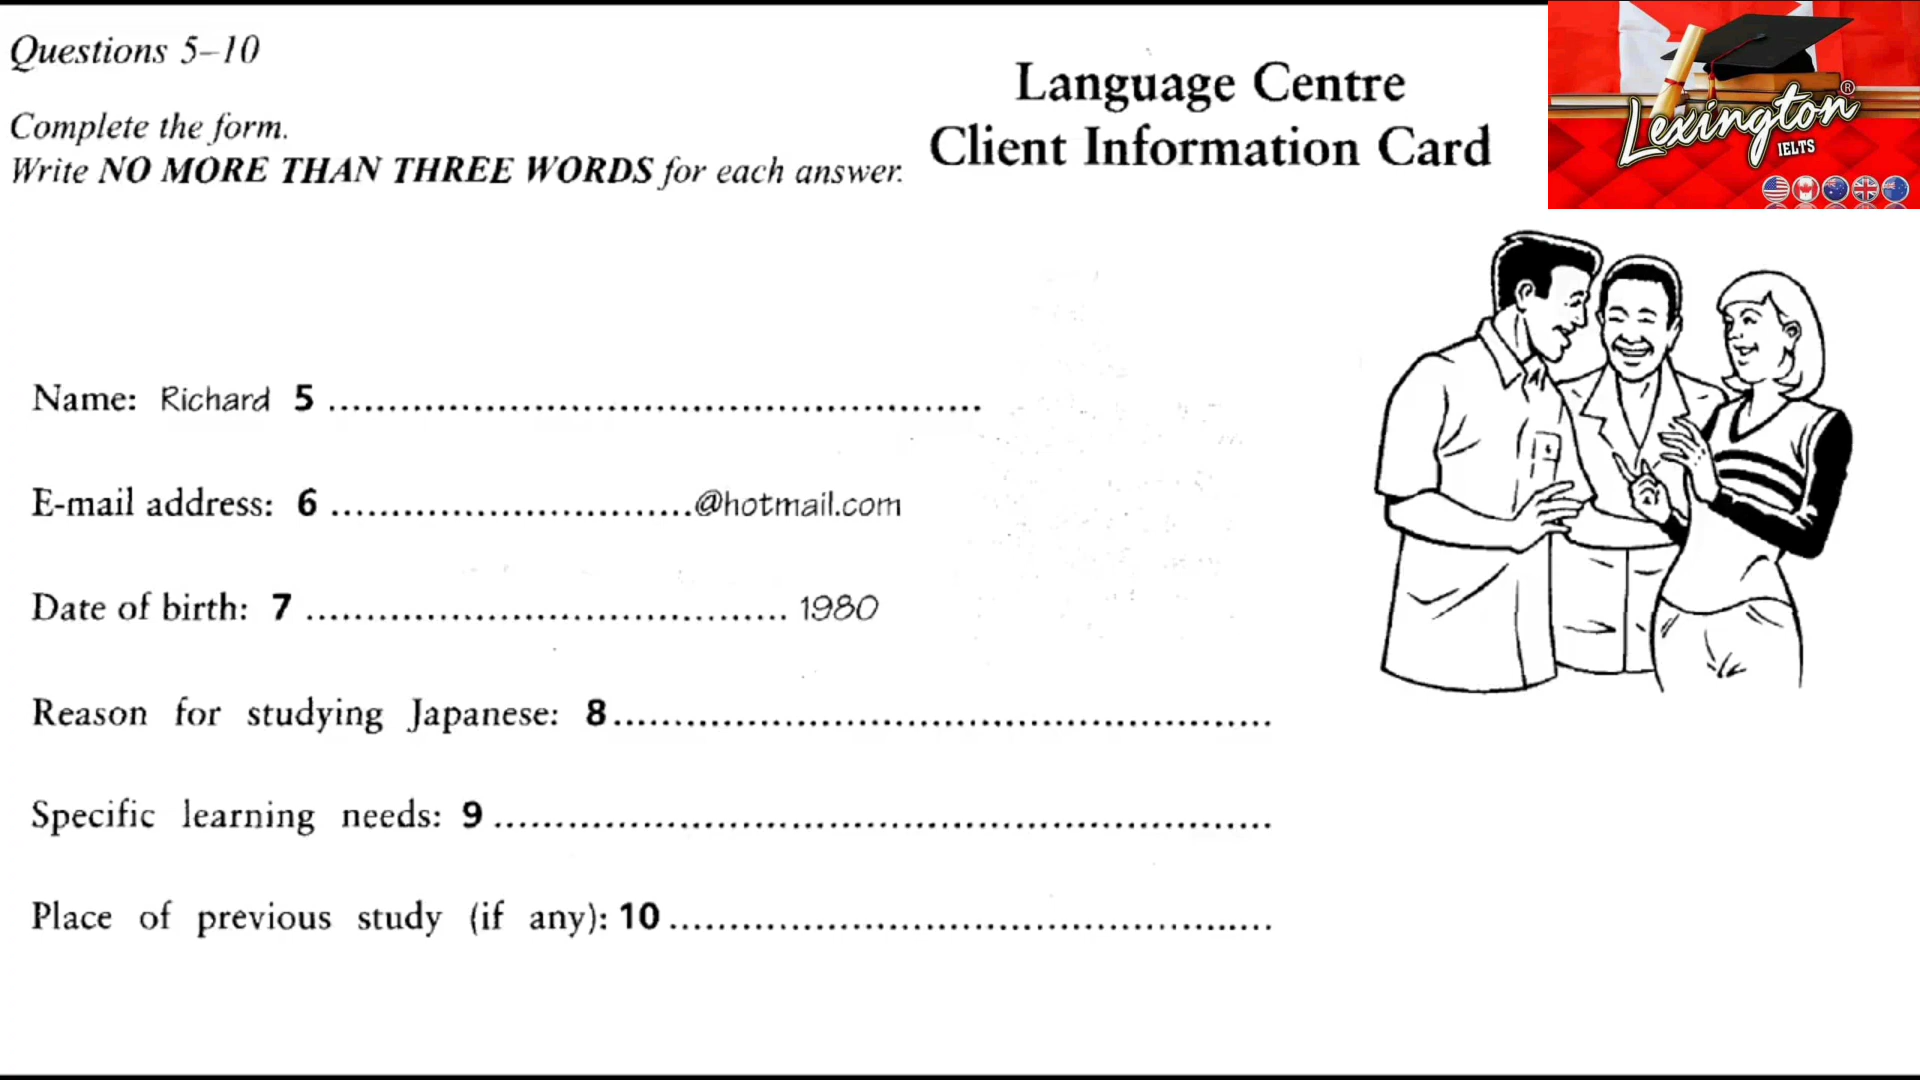 Questions 5–10
Complete the form.
Write NO MORE THAN THREE WORDS for each answer.
Language Centre
Client Information Card
Lexington®
IELTS
Name: Richard 5 ............................................................
E-mail address: 6 ..............................@hotmail.com
Date of birth: 7 ........................................ 1980
Reason for studying Japanese: 8......................................................
Specific learning needs: 9 ................................................................
Place of previous study (if any): 10 ..................................................